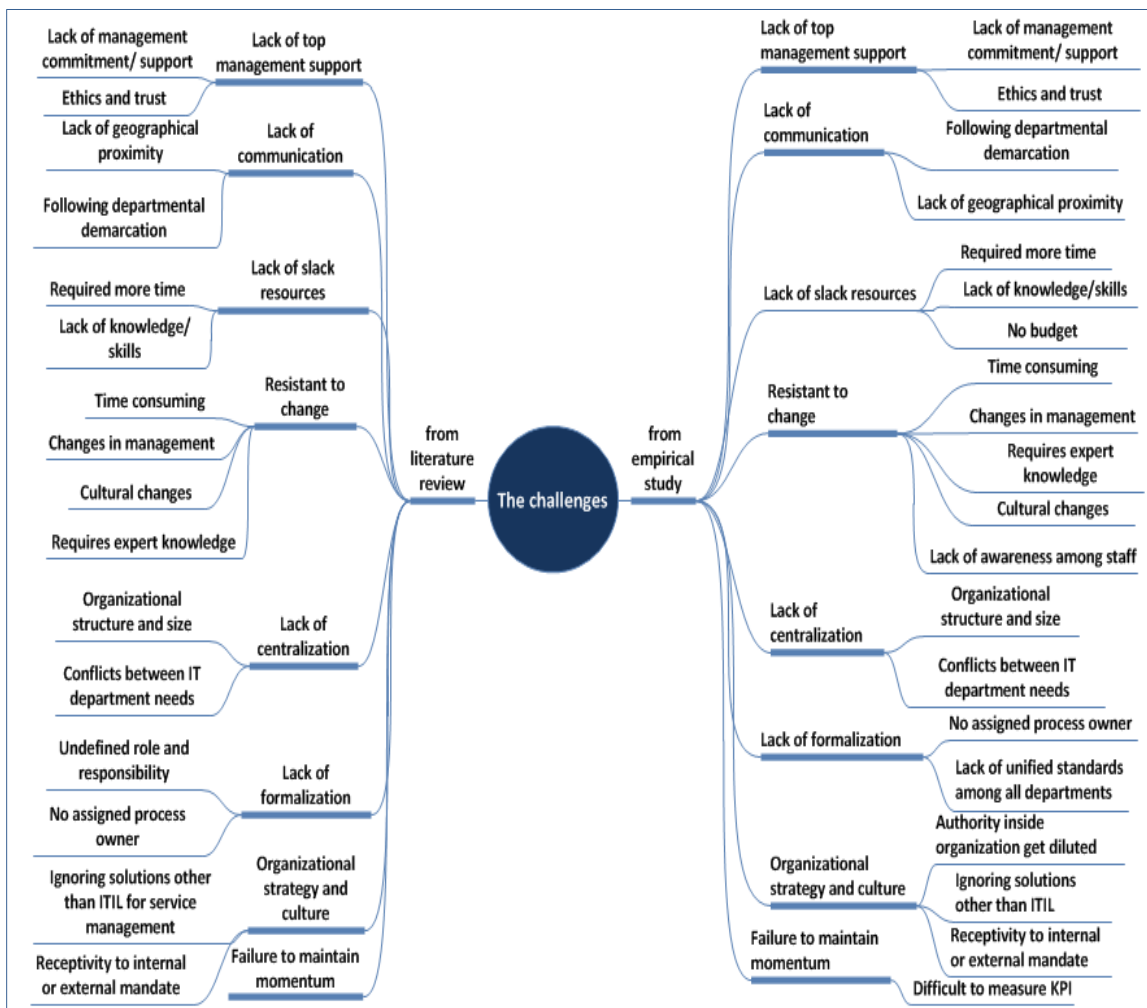 Lack of management
commitment/ support
Ethics and trust
Lack of top
management support
Lack of geographical
proximity
Following departmental
demarcation
Lack of
communication
Required more time
Lack of knowledge/
skills
Lack of slack
resources
Time consuming
Changes in management
Cultural changes
Requires expert knowledge
Resistant to
change
Organizational
structure and size
Conflicts between IT
department needs
Lack of
centralization
Undefined role and
responsibility
No assigned process
owner
Lack of
formalization
Ignoring solutions other
than ITIL for service
management
Receptivity to internal
or external mandate
Organizational
strategy and
culture
Failure to maintain
momentum
from
literature
review
The challenges
from
empirical
study
Lack of top
management support
Lack of management
commitment/ support
Ethics and trust
Lack of
communication
Following departmental
demarcation
Lack of geographical proximity
Lack of slack resources
Required more time
Lack of knowledge/skills
No budget
Resistant to
change
Time consuming
Changes in management
Requires expert
knowledge
Cultural changes
Lack of awareness among staff
Lack of
centralization
Organizational
structure and size
Conflicts between IT
department needs
Lack of formalization
No assigned process owner
Lack of unified standards
among all departments
Organizational
strategy and culture
Authority inside
organization get diluted
Ignoring solutions
other than ITIL
Receptivity to internal
or external mandate
Failure to maintain
momentum
Difficult to measure KPI